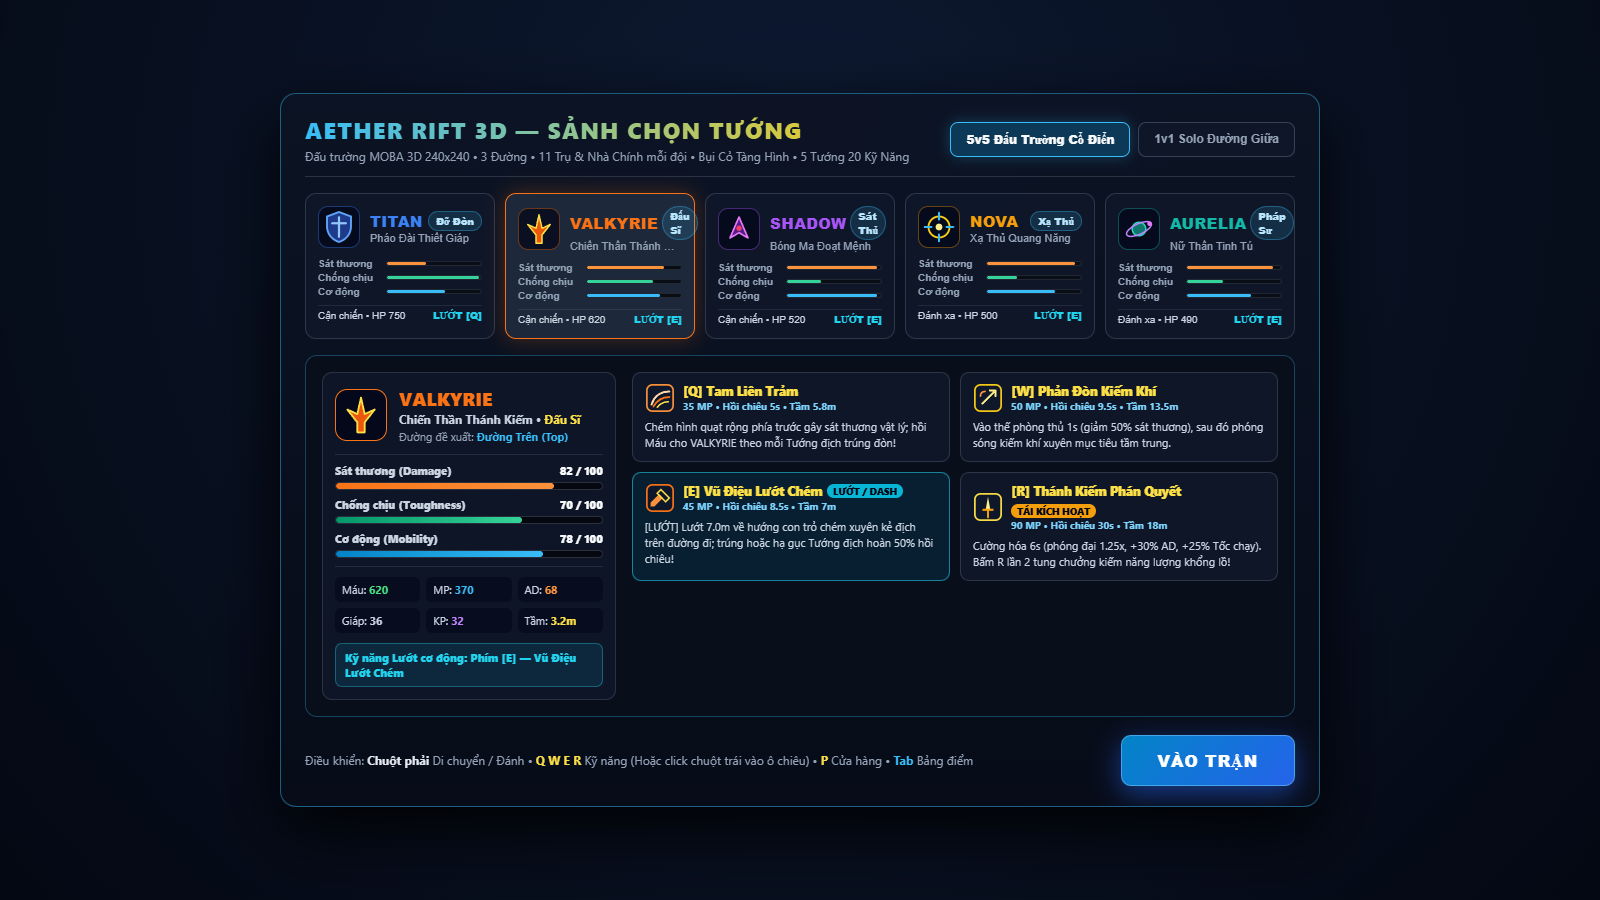 AETHER RIFT 3D — SẢNH CHỌN TƯỚNG
Đấu trường MOBA 3D 240x240 • 3 Đường • 11 Trụ & Nhà Chính mỗi đội • Bụi Cỏ Tàng Hình • 5 Tướng 20 Kỹ Năng
5v5 Đấu Trường Cổ Điển
1v1 Solo Đường Giữa
TITAN
Đỡ Đòn
Pháo Đài Thiết Giáp
Sát thương
Chống chịu
Cơ động
Cận chiến • HP 750
LƯỚT [Q]
VALKYRIE
Đấu
Sĩ
Chiến Thần Thánh ...
Sát thương
Chống chịu
Cơ động
Cận chiến • HP 620
LƯỚT [E]
SHADOW
Sát
Thủ
Bóng Ma Đoạt Mệnh
Sát thương
Chống chịu
Cơ động
Cận chiến • HP 520
LƯỚT [E]
NOVA
Xạ Thủ
Xạ Thủ Quang Năng
Sát thương
Chống chịu
Cơ động
Đánh xa • HP 500
LƯỚT [E]
AURELIA
Pháp
Sư
Nữ Thần Tinh Tú
Sát thương
Chống chịu
Cơ động
Đánh xa • HP 490
LƯỚT [E]
VALKYRIE
Chiến Thần Thánh Kiếm • Đấu Sĩ
Đường đề xuất: Đường Trên (Top)
Sát thương (Damage) 82 / 100
Chống chịu (Toughness) 70 / 100
Cơ động (Mobility) 78 / 100
Máu: 620
MP: 370
AD: 68
Giáp: 36
KP: 32
Tầm: 3.2m
Kỹ năng Lướt cơ động: Phím [E] — Vũ Điệu
Lướt Chém
[Q] Tam Liên Trảm
35 MP • Hồi chiêu 5s • Tầm 5.8m
Chém hình quạt rộng phía trước gây sát thương vật lý; hồi
Máu cho VALKYRIE theo mỗi Tướng địch trúng đòn!
[W] Phản Đòn Kiếm Khí
50 MP • Hồi chiêu 9.5s • Tầm 13.5m
Vào thế phòng thủ 1s (giảm 50% sát thương), sau đó phóng
sóng kiếm khí xuyên mục tiêu tầm trung.
[E] Vũ Điệu Lướt Chém
LƯỚT / DASH
45 MP • Hồi chiêu 8.5s • Tầm 7m
[LƯỚT] Lướt 7.0m về hướng con trỏ chém xuyên kẻ địch
trên đường đi; trúng hoặc hạ gục Tướng địch hoàn 50% hồi
chiêu!
[R] Thánh Kiếm Phán Quyết
TÁI KÍCH HOẠT
90 MP • Hồi chiêu 30s • Tầm 18m
Cường hóa 6s (phóng đại 1.25x, +30% AD, +25% Tốc chạy).
Bấm R lần 2 tung chưởng kiếm năng lượng khổng lồ!
Điều khiển: Chuột phải Di chuyển / Đánh • Q W E R Kỹ năng (Hoặc click chuột trái vào ô chiêu) • P Cửa hàng • Tab Bảng điểm
VÀO TRẬN